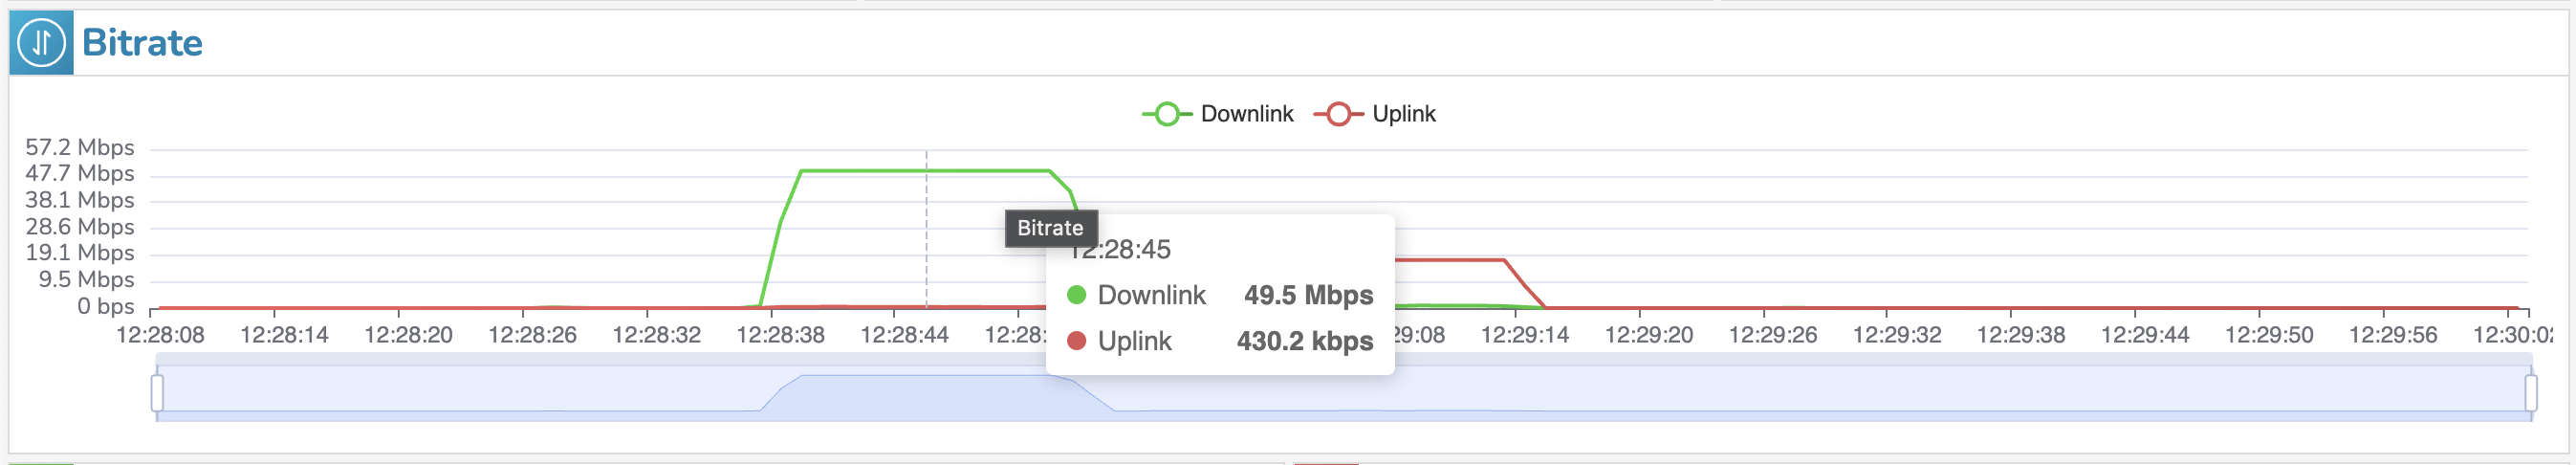 Bitrate
Downlink Uplink
57.2 Mbps
47.7 Mbps
38.1 Mbps
28.6 Mbps
19.1 Mbps
9.5 Mbps
0 bps
12:28:08 12:28:14 12:28:20 12:28:26 12:28:32 12:28:38 12:28:44 12:28: 29:08 12:29:14 12:29:20 12:29:26 12:29:32 12:29:38 12:29:44 12:29:50 12:29:56 12:30:02
Bitrate
12:28:45
Downlink 49.5 Mbps
Uplink 430.2 kbps